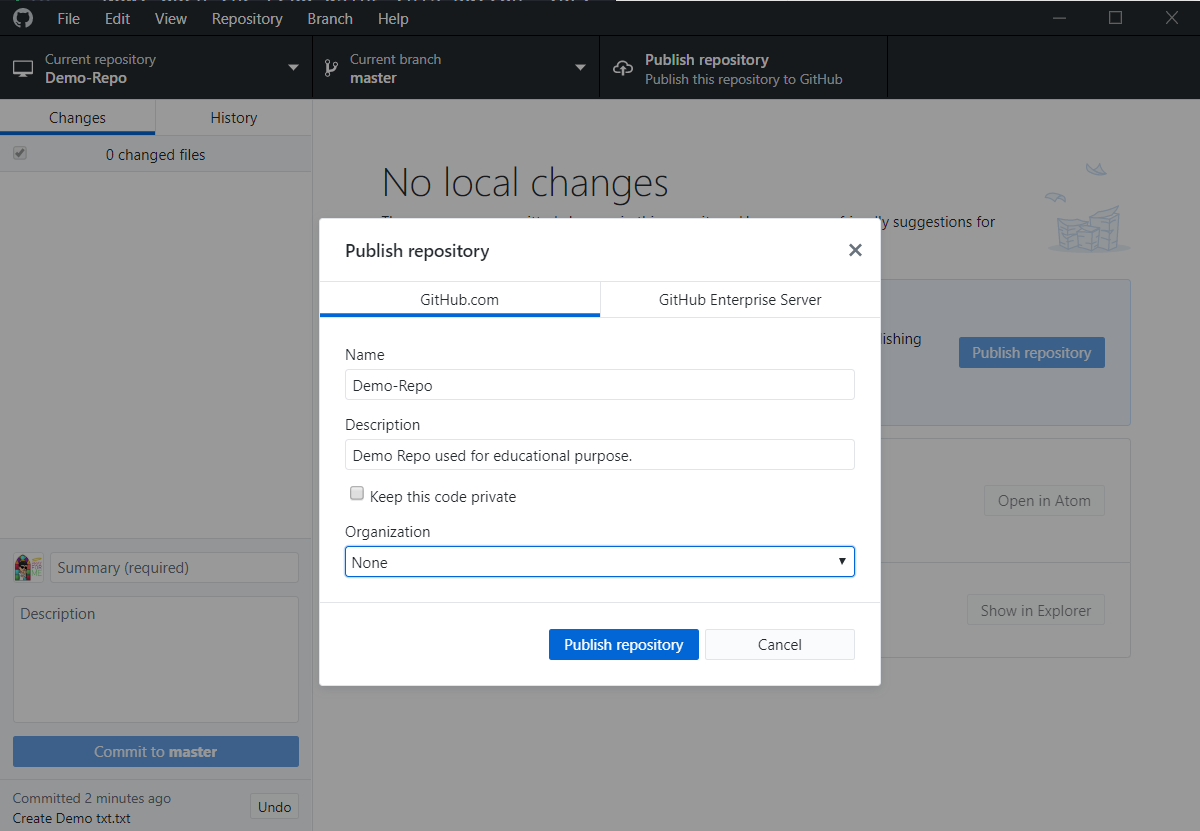 File Edit View Repository Branch Help
Current repository
Demo-Repo
Current branch
master
Publish repository
Publish this repository to GitHub
Changes History
0 changed files
No local changes
y suggestions for
Publish repository
GitHub.com GitHub Enterprise Server
Name
Demo-Repo
Description
Demo Repo used for educational purpose.
Keep this code private
Organization
None
Publish repository Cancel
ishing
Publish repository
Open in Atom
Show in Explorer
Summary (required)
Description
Commit to master
Committed 2 minutes ago
Create Demo txt.txt
Undo